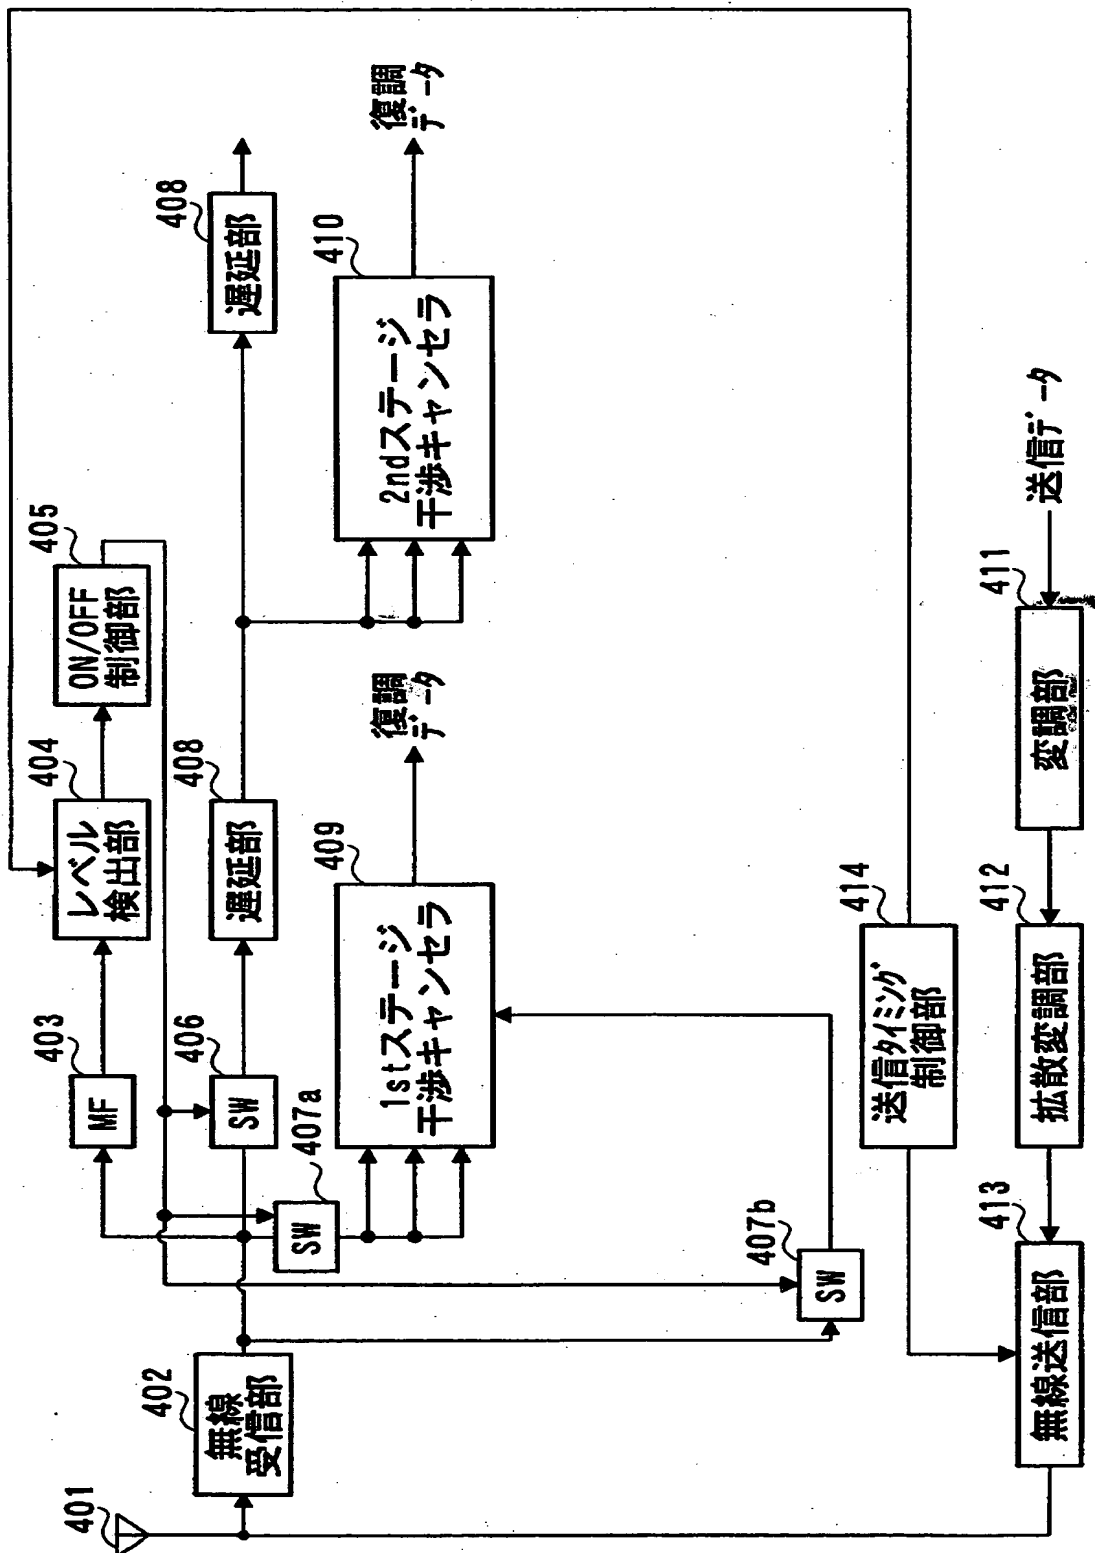 401
402
無線
受信部
403
MF
404
レベル
検出部
405
ON/OFF
制御部
406
SW
407a
SW
408
遅延部
408
遅延部
409
1stステージ
干渉キャンセラ
復調
データ
410
2ndステージ
干渉キャンセラ
復調
データ
407b
SW
414
送信タイミング
制御部
413
無線送信部
412
拡散変調部
411
変調部
送信データ